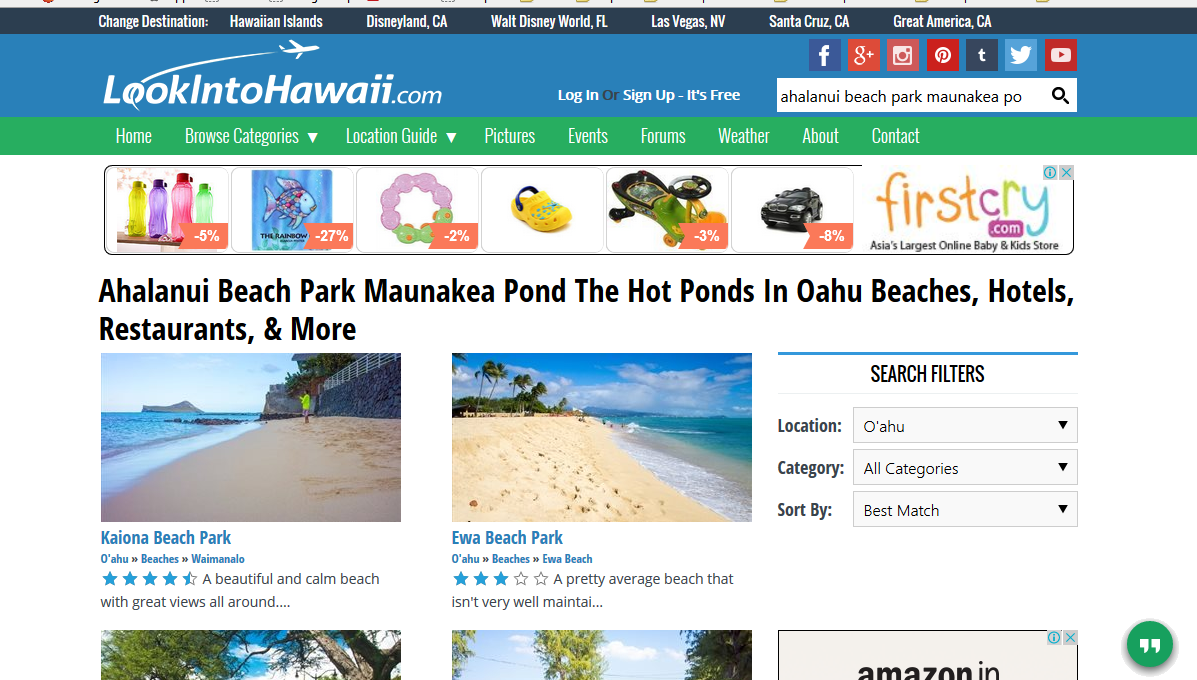 Change Destination: Hawaiian Islands Disneyland, CA Walt Disney World, FL Las Vegas, NV Santa Cruz, CA Great America, CA
LookIntoHawaii.com
f g+ t
Log In Or Sign Up - It's Free
ahalanui beach park maunakea po
Home Browse Categories ▼ Location Guide ▼ Pictures Events Forums Weather About Contact
THE RAINBOW
-5% -27% -2% -3% -8%
firstcry
.com
Asia's Largest Online Baby & Kids Store
Ahalanui Beach Park Maunakea Pond The Hot Ponds In Oahu Beaches, Hotels,
Restaurants, & More
Kaiona Beach Park
O'ahu » Beaches » Waimanalo
A beautiful and calm beach
with great views all around....
Ewa Beach Park
O'ahu » Beaches » Ewa Beach
A pretty average beach that
isn't very well maintai...
SEARCH FILTERS
Location: O'ahu
Category: All Categories
Sort By: Best Match
amazon.in